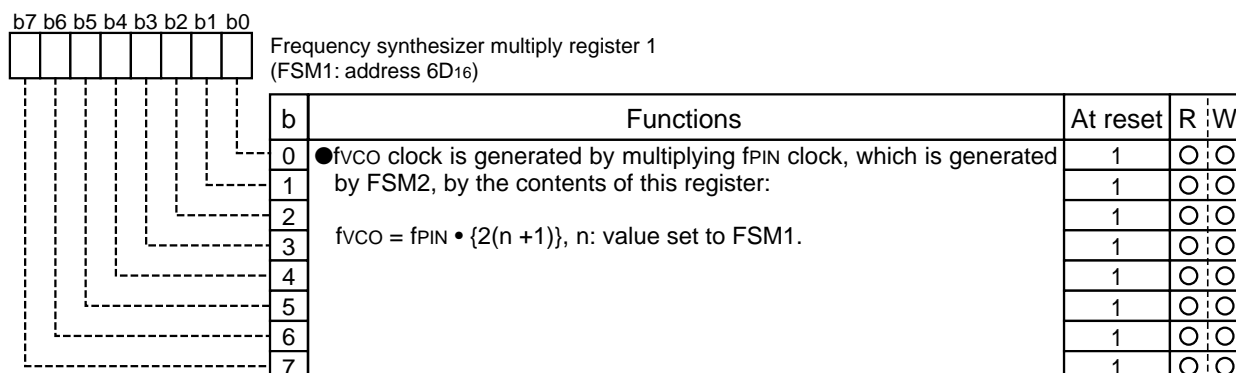 b7 b6 b5 b4 b3 b2 b1 b0
Frequency synthesizer multiply register 1
(FSM1: address 6D16)
b Functions At reset R W
0 ●fVCO clock is generated by multiplying fPIN clock, which is generated 1 O O
1 by FSM2, by the contents of this register: 1 O O
2 1 O O
3 fVCO = fPIN • {2(n +1)}, n: value set to FSM1. 1 O O
4 1 O O
5 1 O O
6 1 O O
7 1 O O